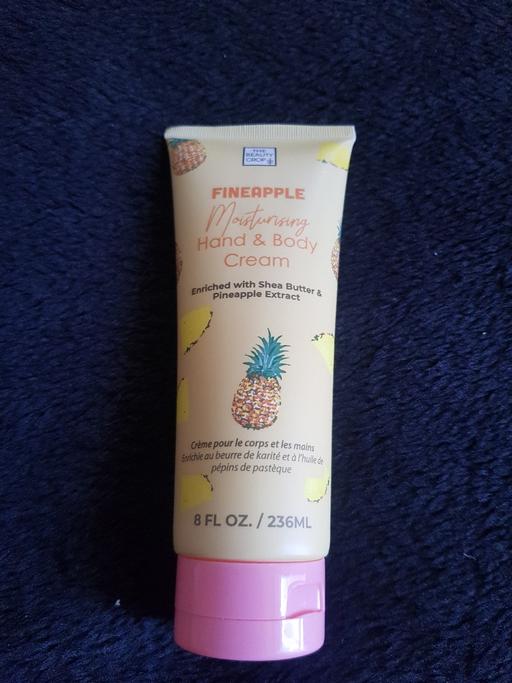 THE
BEAUTY
CROP
FINEAPPLE
Moisturising
Hand & Body
Cream
Enriched with Shea Butter &
Pineapple Extract
Crème pour le corps et les mains
Enrichie au beurre de karité et à l'huile de
pépins de pastèque
8 FL OZ. / 236ML